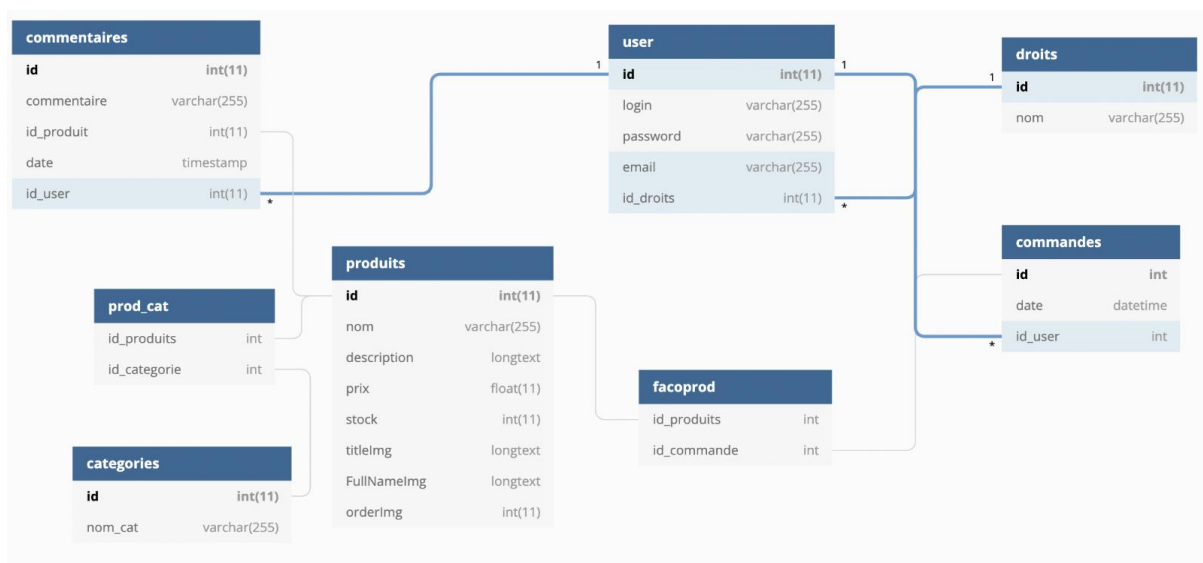 commentaires
id int(11)
commentaire varchar(255)
id_produit int(11)
date timestamp
id_user int(11)
*
1
user
id int(11)
login varchar(255)
password varchar(255)
email varchar(255)
id_droits int(11)
1
*
droits
1
id int(11)
nom varchar(255)
commandes
id int
date datetime
id_user int
*
produits
id int(11)
nom varchar(255)
description longtext
prix float(11)
stock int(11)
titleImg longtext
FullNameImg longtext
orderImg int(11)
prod_cat
id_produits int
id_categorie int
facoprod
id_produits int
id_commande int
categories
id int(11)
nom_cat varchar(255)